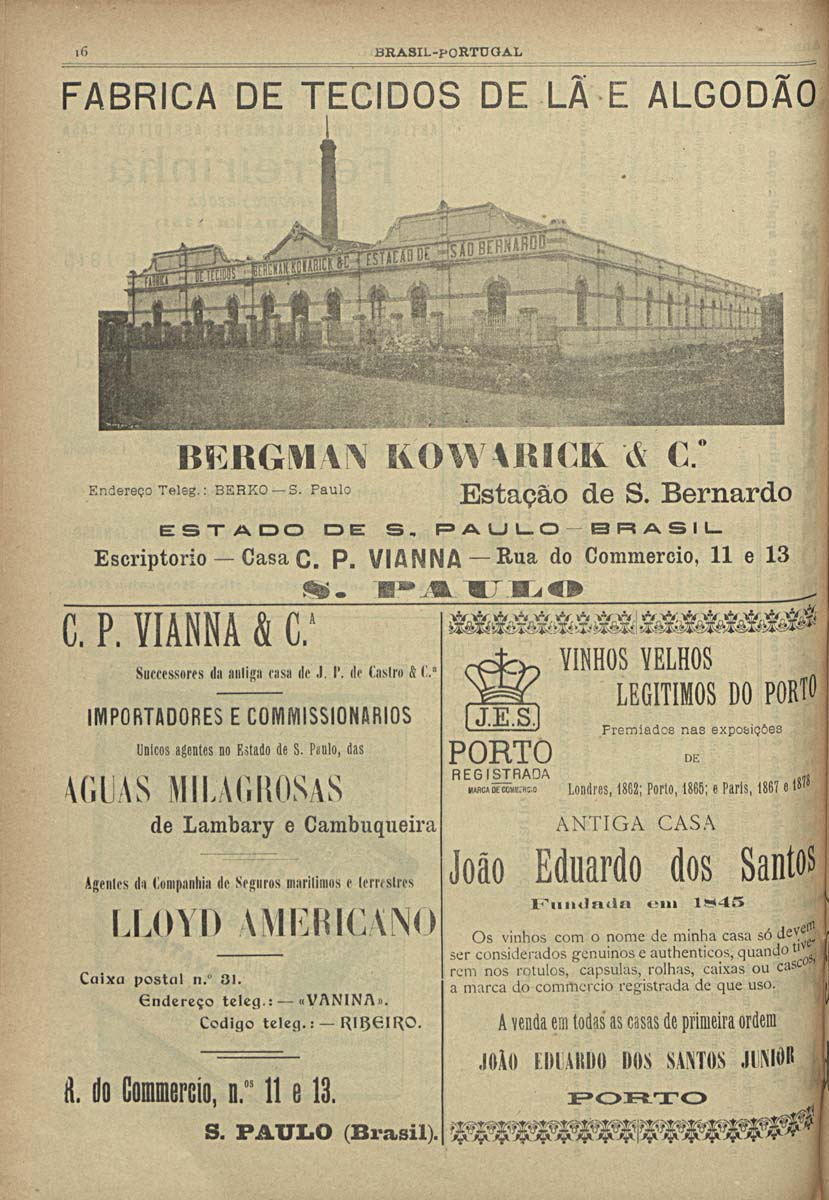 16
BRASIL-PORTUGAL
FABRICA DE TECIDOS DE LÃ E ALGODÃO
FABRICA DE TECIDOS BERGMAN KOWARICK & C. ESTAÇÃO DE SÃO BERNARDO
BERGMAN KOWARICK & C.º
Endereço Teleg.: BERKO — S. Paulo
Estação de S. Bernardo
ESTADO DE S. PAULO — BRASIL
Escriptorio — Casa C. P. VIANNA — Rua do Commercio, 11 e 13
S. PAULO
C. P. VIANNA & C.A
Successores da antiga casa de J. P. de Castro & C.ª
IMPORTADORES E COMMISSIONARIOS
Unicos agentes no Estado de S. Paulo, das
AGUAS MILAGROSAS
de Lambary e Cambuqueira
Agentes da Companhia de Seguros maritimos e terrestres
LLOYD AMERICANO
Caixa postal n.º 31.
Endereço teleg.: — «VANINA».
Codigo teleg.: — RIBEIRO.
R. do Commercio, n.os 11 e 13.
S. PAULO (Brasil).
J.E.S.
PORTO
REGISTRADA
MARCA DE COMMERCIO
VINHOS VELHOS
LEGITIMOS DO PORTO
Premiados nas exposições
DE
Londres, 1862; Porto, 1865; e Paris, 1867 e 1878
ANTIGA CASA
João Eduardo dos Santos
Fundada em 1845
Os vinhos com o nome de minha casa só devem
ser considerados genuinos e authenticos, quando tive-
rem nos rotulos, capsulas, rolhas, caixas ou cascos,
a marca do commercio registrada de que uso.
A venda em todas as casas de primeira ordem
JOÃO EDUARDO DOS SANTOS JUNIOR
PORTO